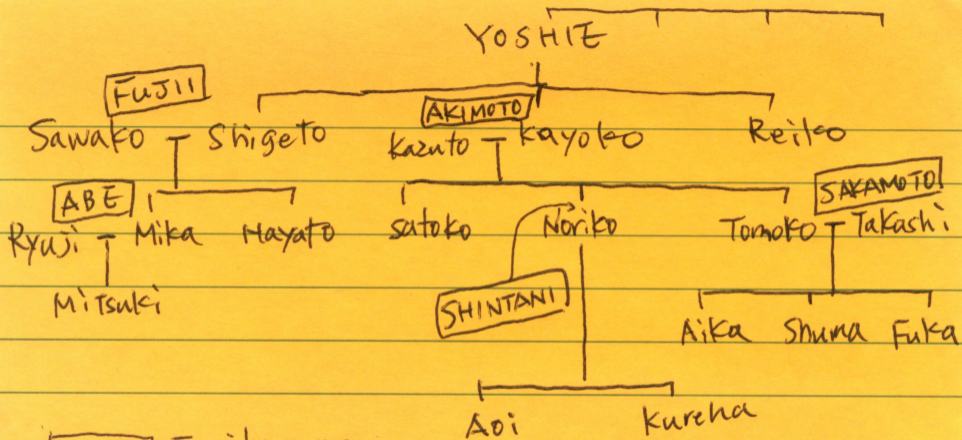 YOSHIE
FUJII
AKIMOTO
Sawako Shigeto Kazuto Kayoko Reiko
ABE SAKAMOTO
Ryuji Mika Hayato Satoko Noriko Tomoko Takashi
Mitsuki SHINTANI
Aika Shuma Fuka
Aoi Kureha